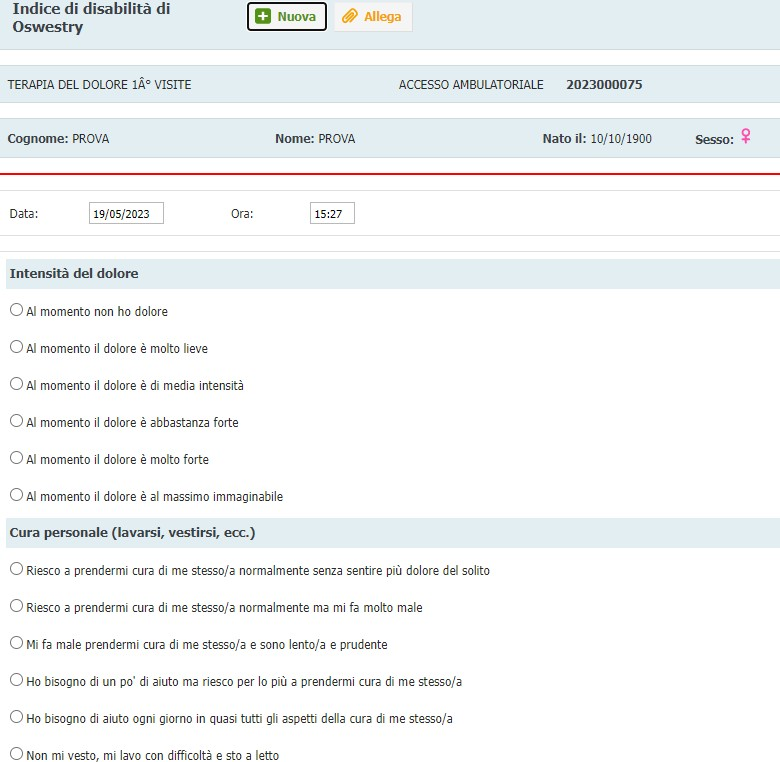 Indice di disabilità di
Oswestry
Nuova
Allega
TERAPIA DEL DOLORE 1Â° VISITE ACCESSO AMBULATORIALE 2023000075
Cognome: PROVA Nome: PROVA Nato il: 10/10/1900 Sesso: ♀
Data: 19/05/2023 Ora: 15:27
Intensità del dolore
Al momento non ho dolore
Al momento il dolore è molto lieve
Al momento il dolore è di media intensità
Al momento il dolore è abbastanza forte
Al momento il dolore è molto forte
Al momento il dolore è al massimo immaginabile
Cura personale (lavarsi, vestirsi, ecc.)
Riesco a prendermi cura di me stesso/a normalmente senza sentire più dolore del solito
Riesco a prendermi cura di me stesso/a normalmente ma mi fa molto male
Mi fa male prendermi cura di me stesso/a e sono lento/a e prudente
Ho bisogno di un po' di aiuto ma riesco per lo più a prendermi cura di me stesso/a
Ho bisogno di aiuto ogni giorno in quasi tutti gli aspetti della cura di me stesso/a
Non mi vesto, mi lavo con difficoltà e sto a letto